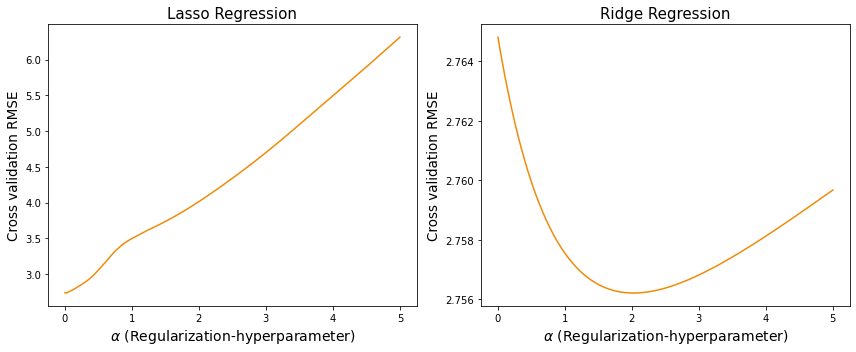 Lasso Regression
Cross validation RMSE
6.0
5.5
5.0
4.5
4.0
3.5
3.0
0 1 2 3 4 5
α (Regularization-hyperparameter)
Ridge Regression
Cross validation RMSE
2.764
2.762
2.760
2.758
2.756
0 1 2 3 4 5
α (Regularization-hyperparameter)